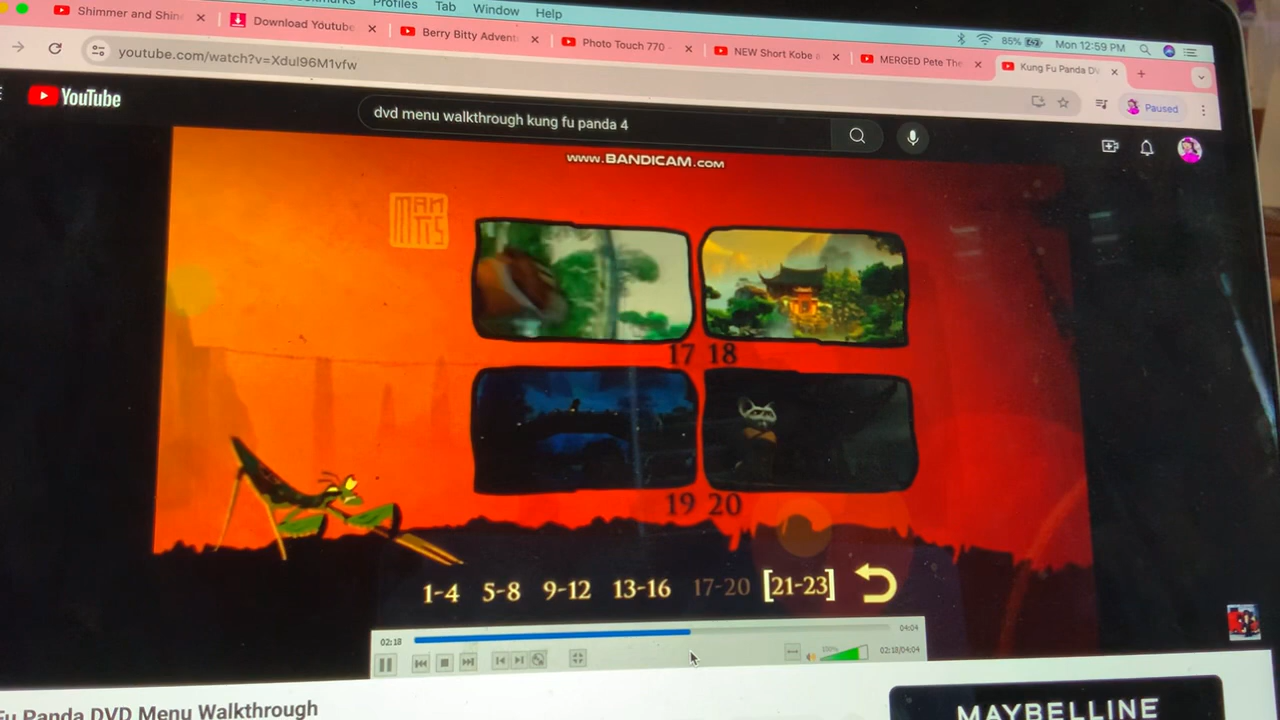 Profiles Tab Window Help
85% Mon 12:59 PM
Shimmer and Shin
Download Youtube
Berry Bitty Advent
Photo Touch 770 -
NEW Short Kobe
MERGED Pete The
Kung Fu Panda DV
youtube.com/watch?v=Xdul96M1vfw
Paused
YouTube
dvd menu walkthrough kung fu panda 4
www.BANDICAM.com
MANTIS
17 18
19 20
1-4 5-8 9-12 13-16 17-20 [21-23]
02:18 04:04
100% 02:18/04:04
Fu Panda DVD Menu Walkthrough
MAYBELLINE